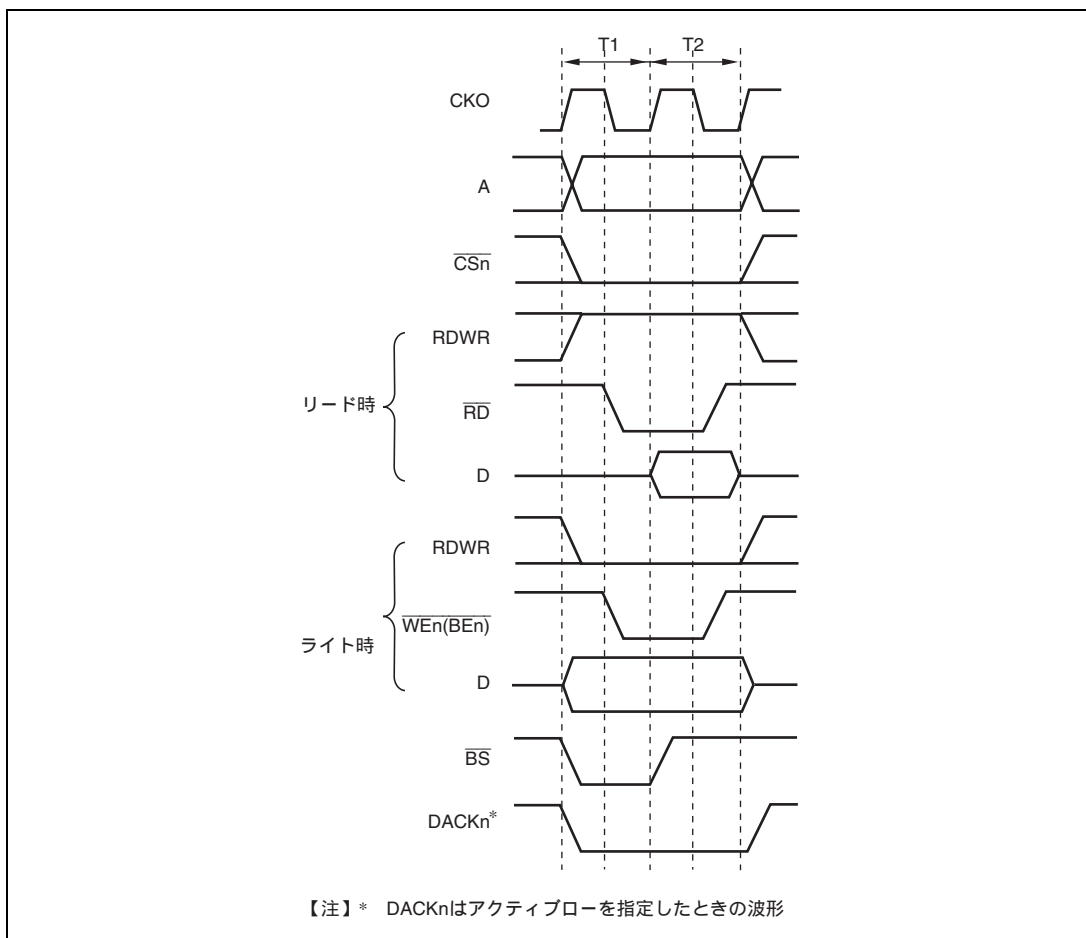 T1 T2
CKO
A
CSn
RDWR
リード時
RD
D
RDWR
WEn(BEn)
ライト時
D
BS
DACKn*
【注】* DACKnはアクティブローを指定したときの波形